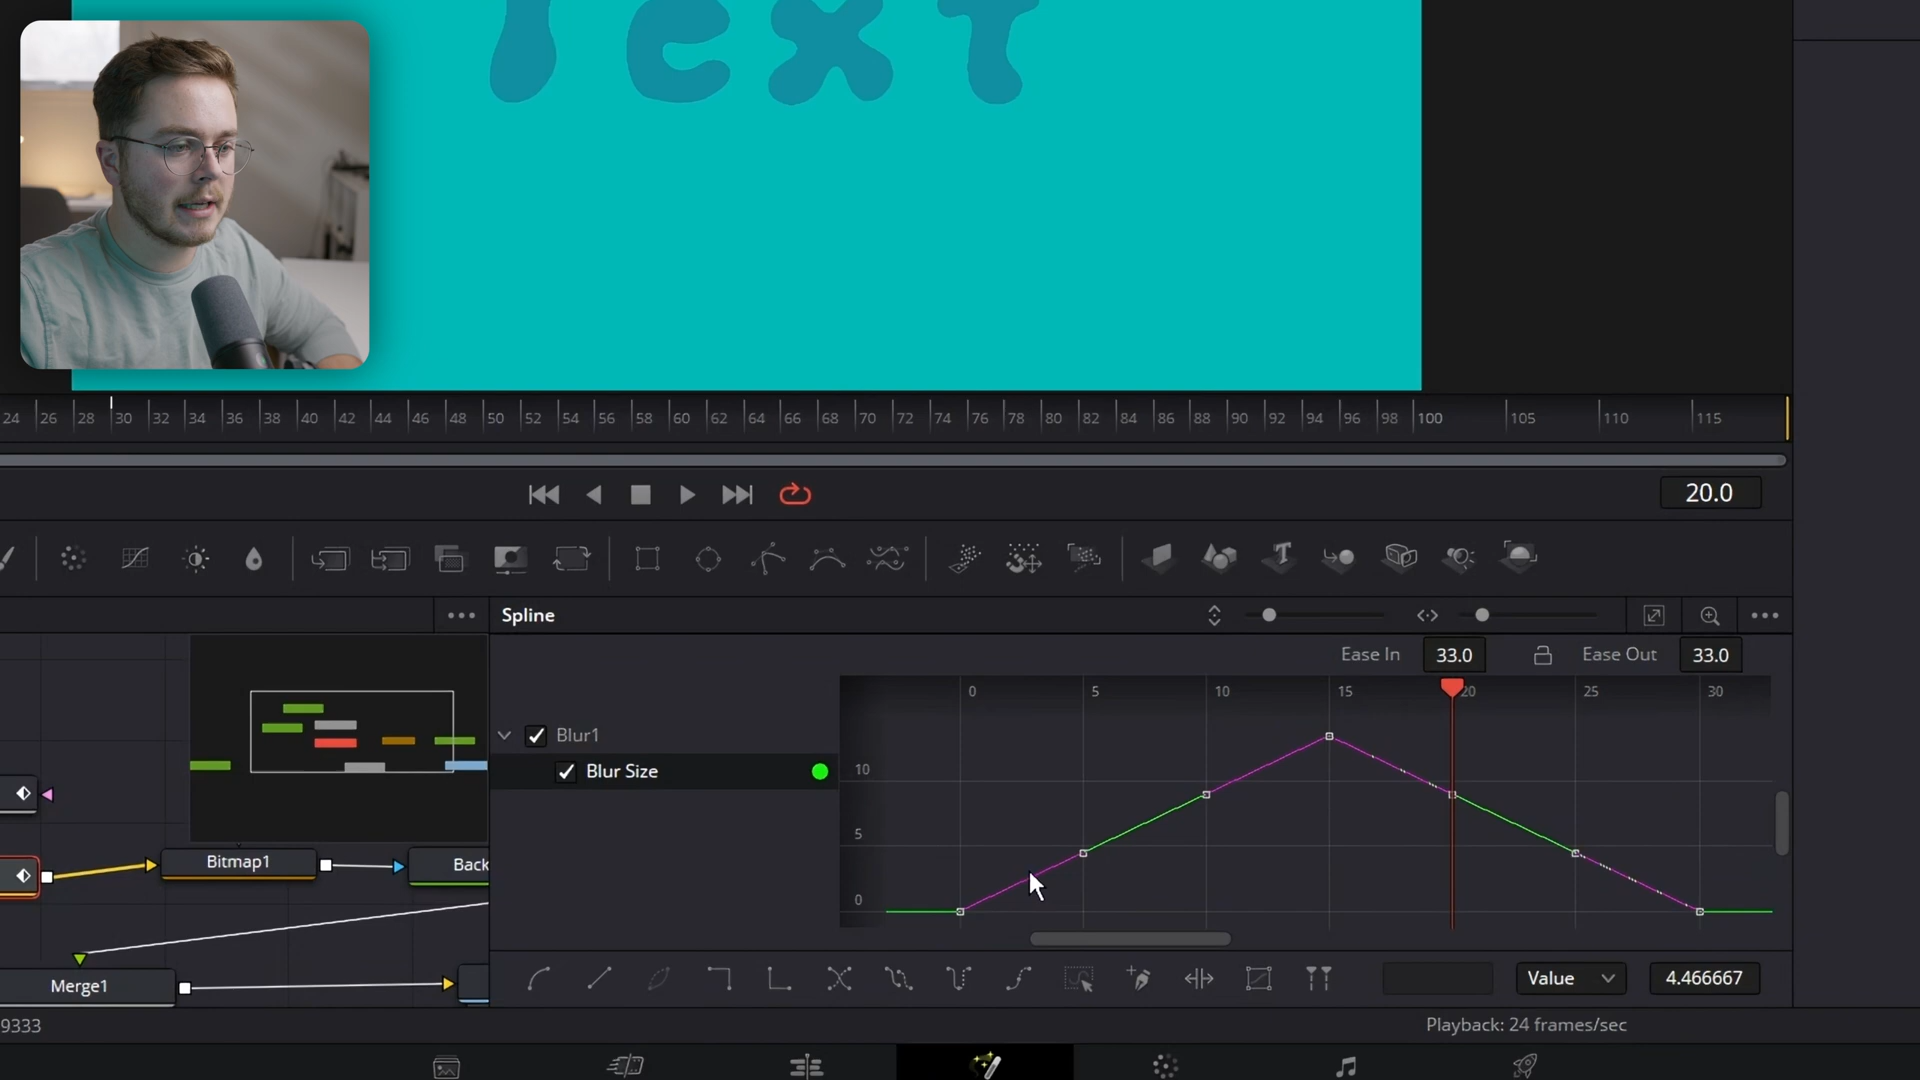 Text
24 26 28 30 32 34 36 38 40 42 44 46 48 50 52 54 56 58 60 62 64 66 68 70 72 74 76 78 80 82 84 86 88 90 92 94 96 98 100 105 110 115
20.0
Spline
Ease In 33.0 Ease Out 33.0
0 5 10 15 20 25 30
Blur1
Blur Size
10
5
0
Bitmap1
Back
Merge1
Value 4.466667
9333
Playback: 24 frames/sec